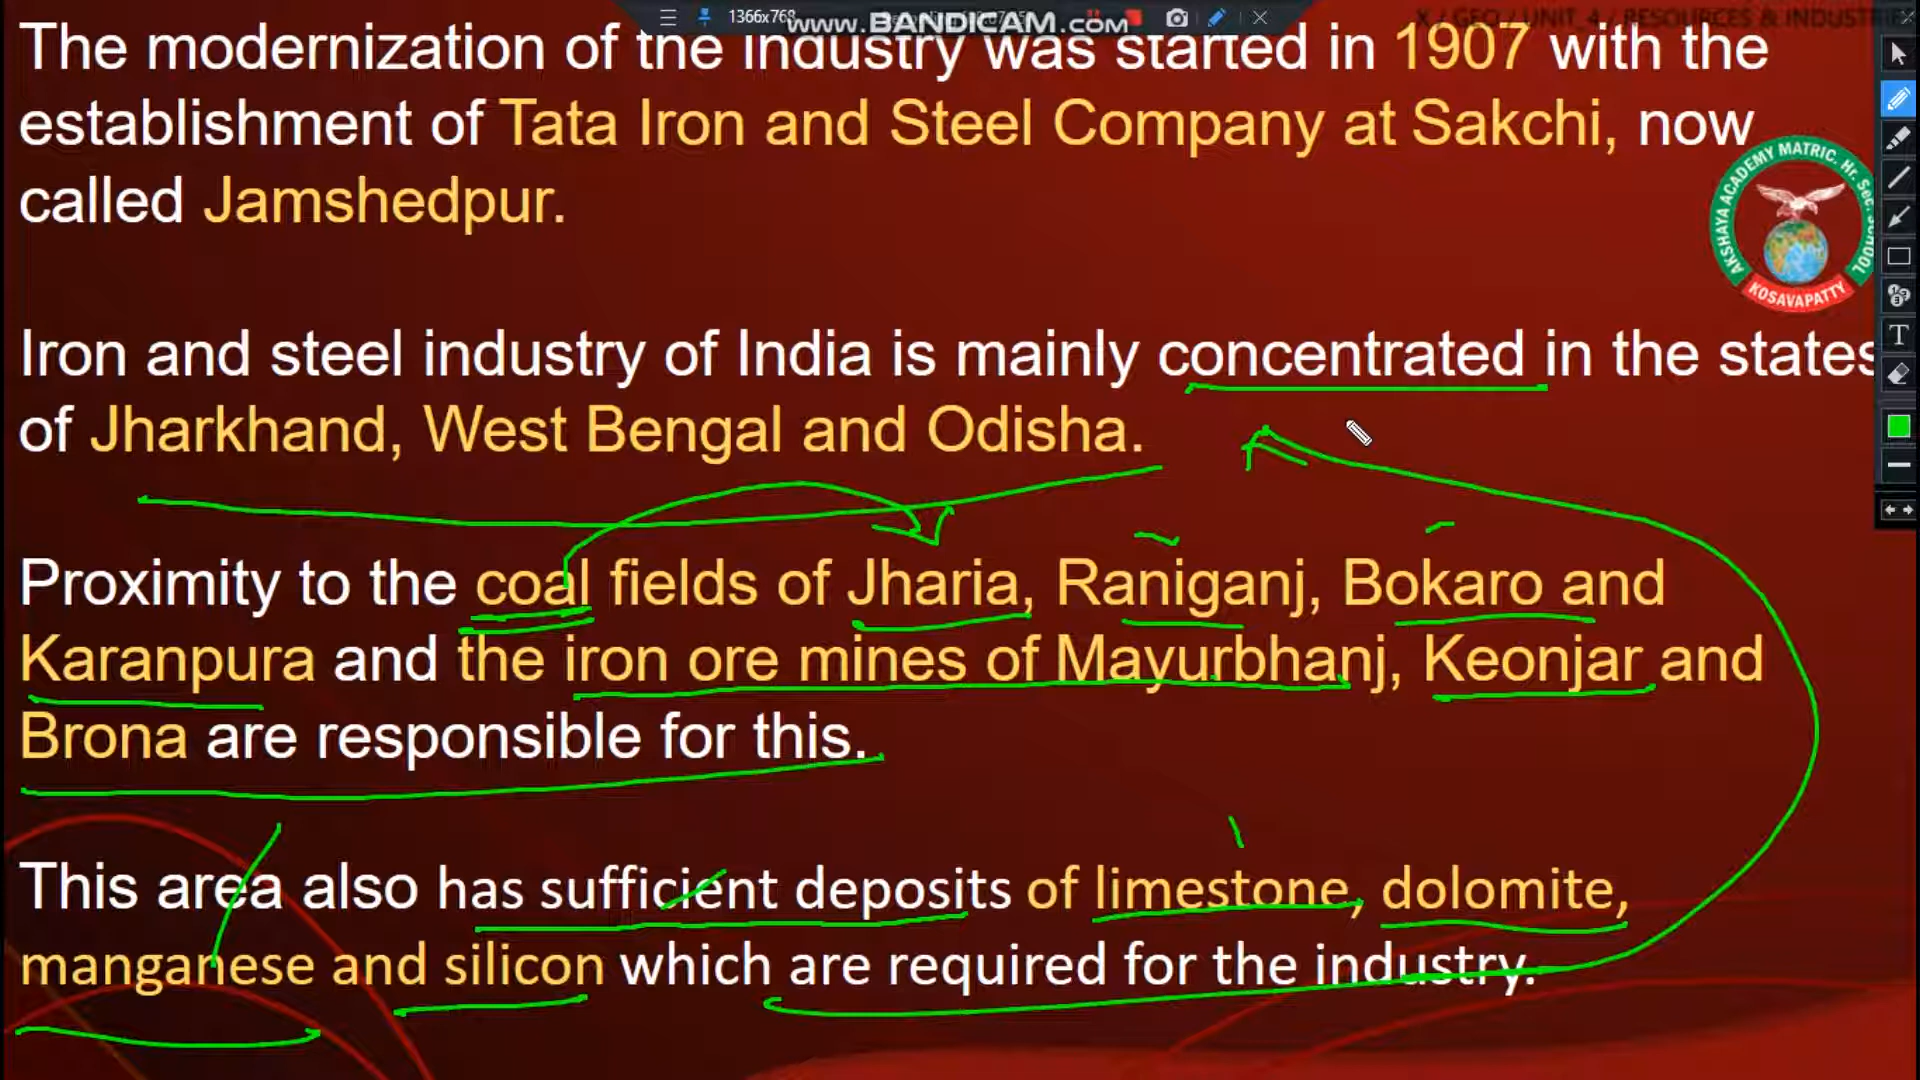 1366x768
www.BANDICAM.com
X / GEO / UNIT_4 / RESOURCES & INDUSTRI
The modernization of the industry was started in 1907 with the
establishment of Tata Iron and Steel Company at Sakchi, now
called Jamshedpur.
AKSHAYA ACADEMY MATRIC. Hr. Sec. SCHOOL
KOSAVAPATTY
Iron and steel industry of India is mainly concentrated in the states
of Jharkhand, West Bengal and Odisha.
Proximity to the coal fields of Jharia, Raniganj, Bokaro and
Karanpura and the iron ore mines of Mayurbhanj, Keonjar and
Brona are responsible for this.
This area also has sufficient deposits of limestone, dolomite,
manganese and silicon which are required for the industry.